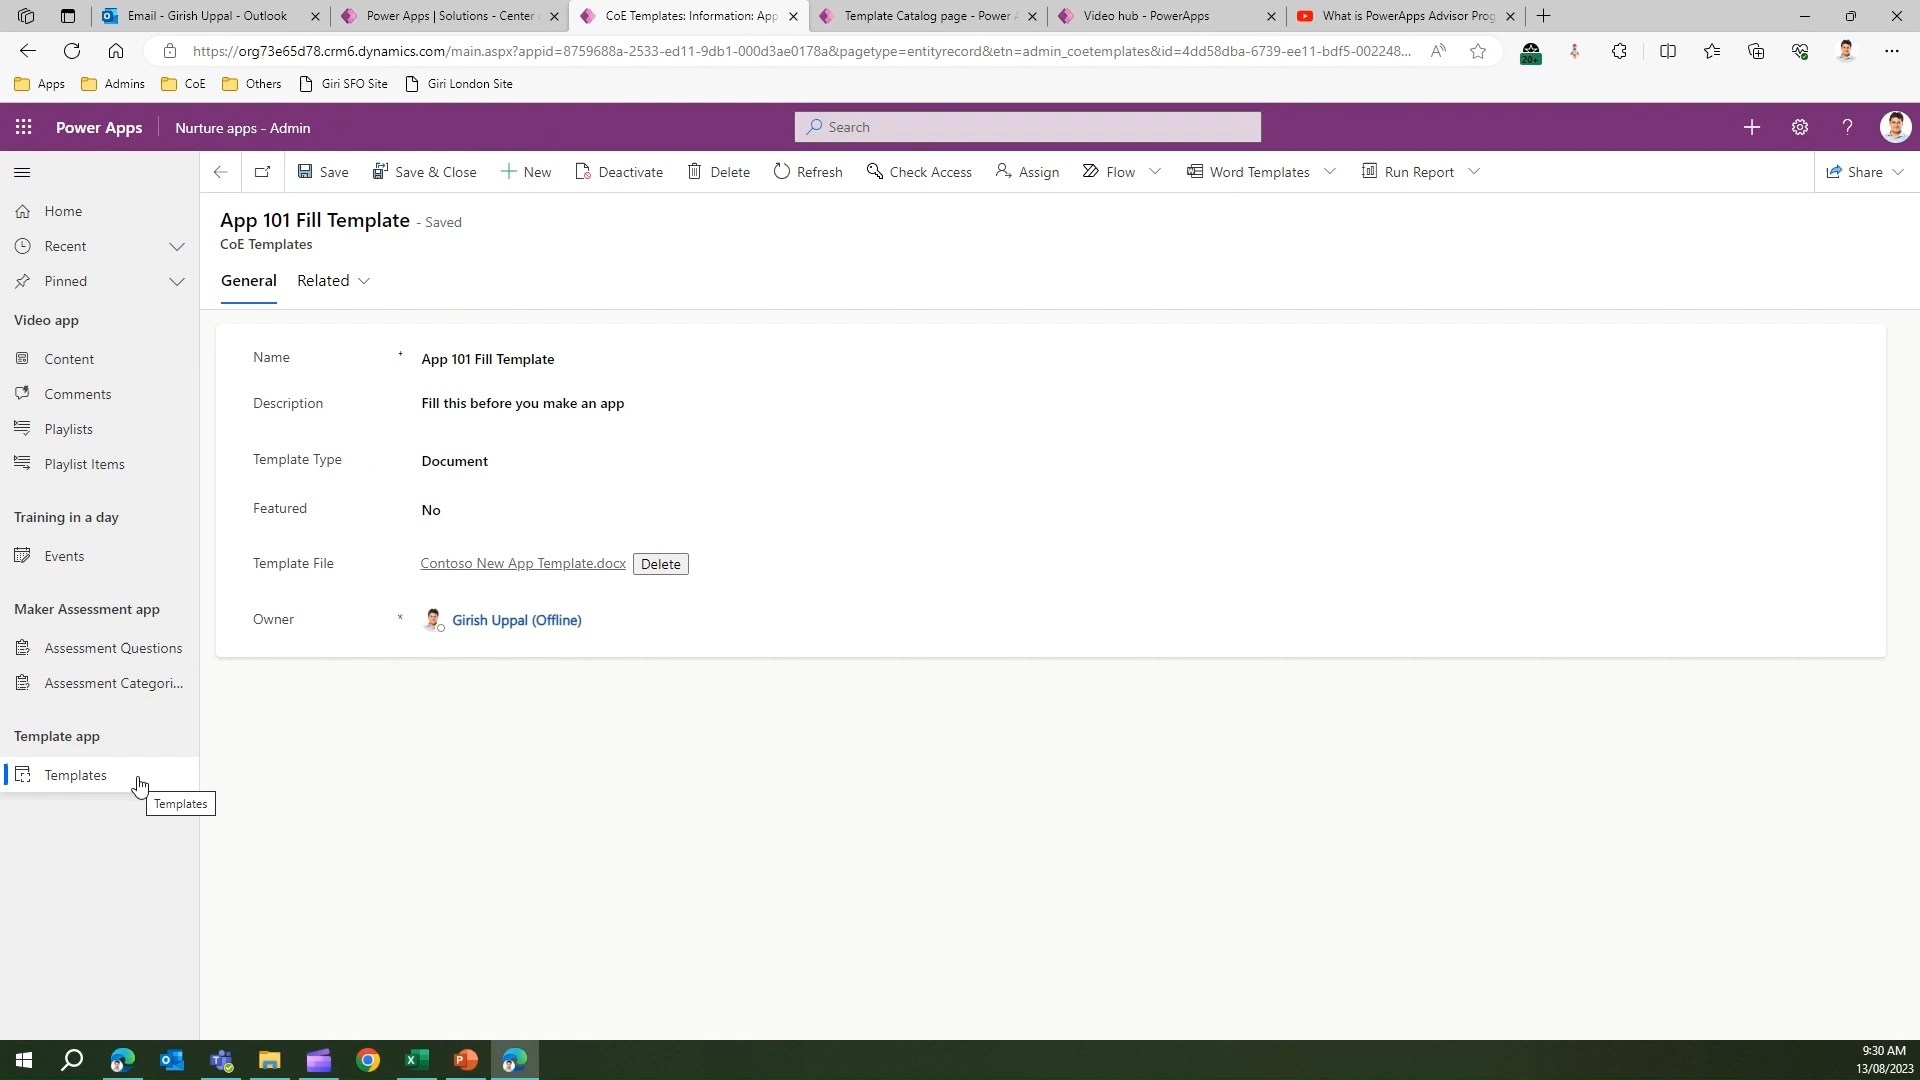 Email - Girish Uppal - Outlook
Power Apps | Solutions - Center
CoE Templates: Information: App
Template Catalog page - Power
Video hub - PowerApps
What is PowerApps Advisor Prog
https://org73e65d78.crm6.dynamics.com/main.aspx?appid=8759688a-2533-ed11-9db1-000d3ae0178a&pagetype=entityrecord&etn=admin_coetemplates&id=4dd58dba-6739-ee11-bdf5-002248...
20+
Apps
Admins
CoE
Others
Giri SFO Site
Giri London Site
Power Apps
Nurture apps - Admin
Search
Save
Save & Close
New
Deactivate
Delete
Refresh
Check Access
Assign
Flow
Word Templates
Run Report
Share
Home
Recent
Pinned
Video app
Content
Comments
Playlists
Playlist Items
Training in a day
Events
Maker Assessment app
Assessment Questions
Assessment Categori...
Template app
Templates
Templates
App 101 Fill Template - Saved
CoE Templates
General
Related
Name + App 101 Fill Template
Description Fill this before you make an app
Template Type Document
Featured No
Template File Contoso New App Template.docx Delete
Owner * Girish Uppal (Offline)
9:30 AM
13/08/2023